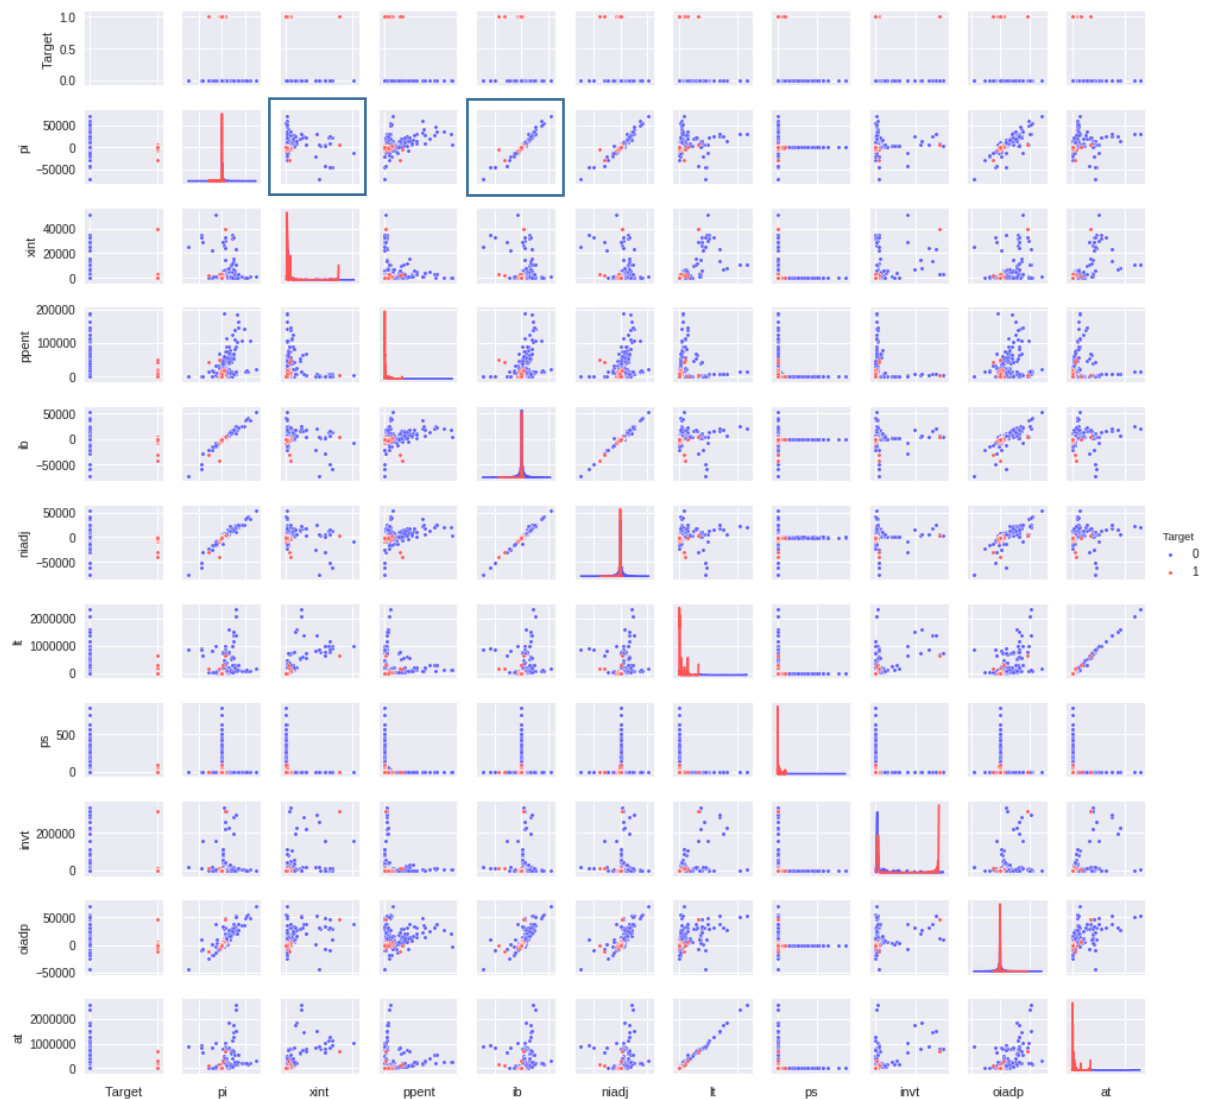 1.0
0.5
0.0
Target
50000
0
−50000
pi
40000
20000
0
xint
200000
100000
0
ppent
50000
0
−50000
ib
50000
0
−50000
niadj
Target
0
1
2000000
1000000
0
lt
500
0
ps
200000
0
invt
50000
0
−50000
oiadp
2000000
1000000
0
at
Target pi xint ppent ib niadj lt ps invt oiadp at